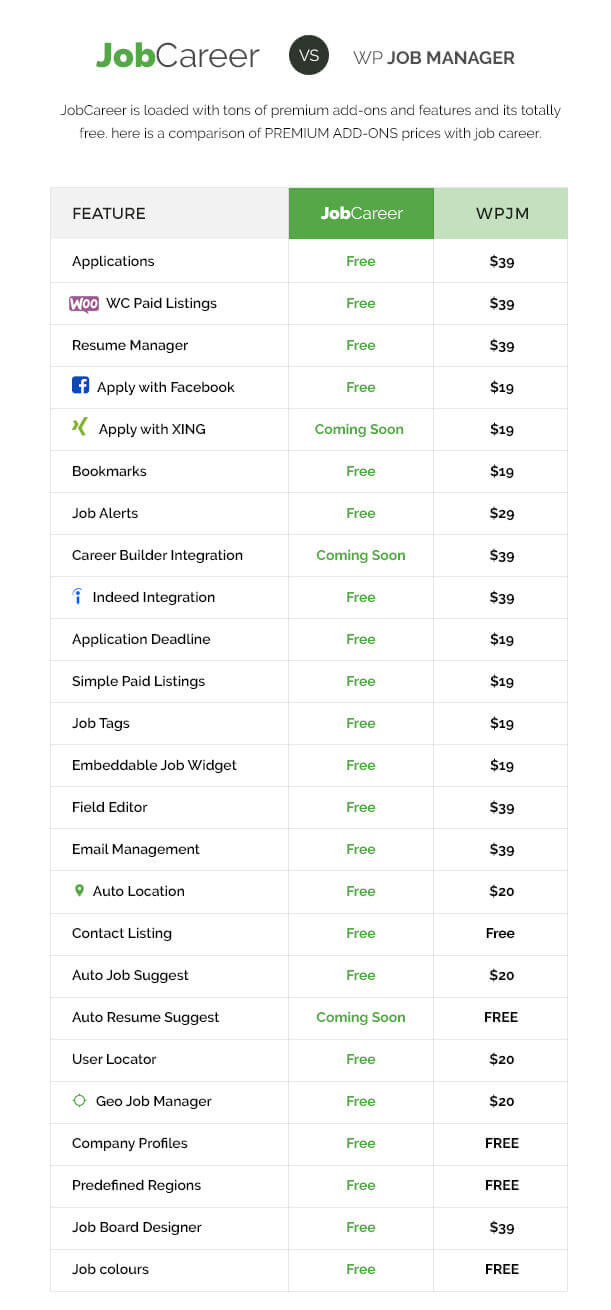 JobCareer VS WP JOB MANAGER
JobCareer is loaded with tons of premium add-ons and features and its totally
free. here is a comparison of PREMIUM ADD-ONS prices with job career.
FEATURE JobCareer WPJM
Applications Free $39
WOO WC Paid Listings Free $39
Resume Manager Free $39
Apply with Facebook Free $19
Apply with XING Coming Soon $19
Bookmarks Free $19
Job Alerts Free $29
Career Builder Integration Coming Soon $39
Indeed Integration Free $39
Application Deadline Free $19
Simple Paid Listings Free $19
Job Tags Free $19
Embeddable Job Widget Free $19
Field Editor Free $39
Email Management Free $39
Auto Location Free $20
Contact Listing Free Free
Auto Job Suggest Free $20
Auto Resume Suggest Coming Soon FREE
User Locator Free $20
Geo Job Manager Free $20
Company Profiles Free FREE
Predefined Regions Free FREE
Job Board Designer Free $39
Job colours Free FREE